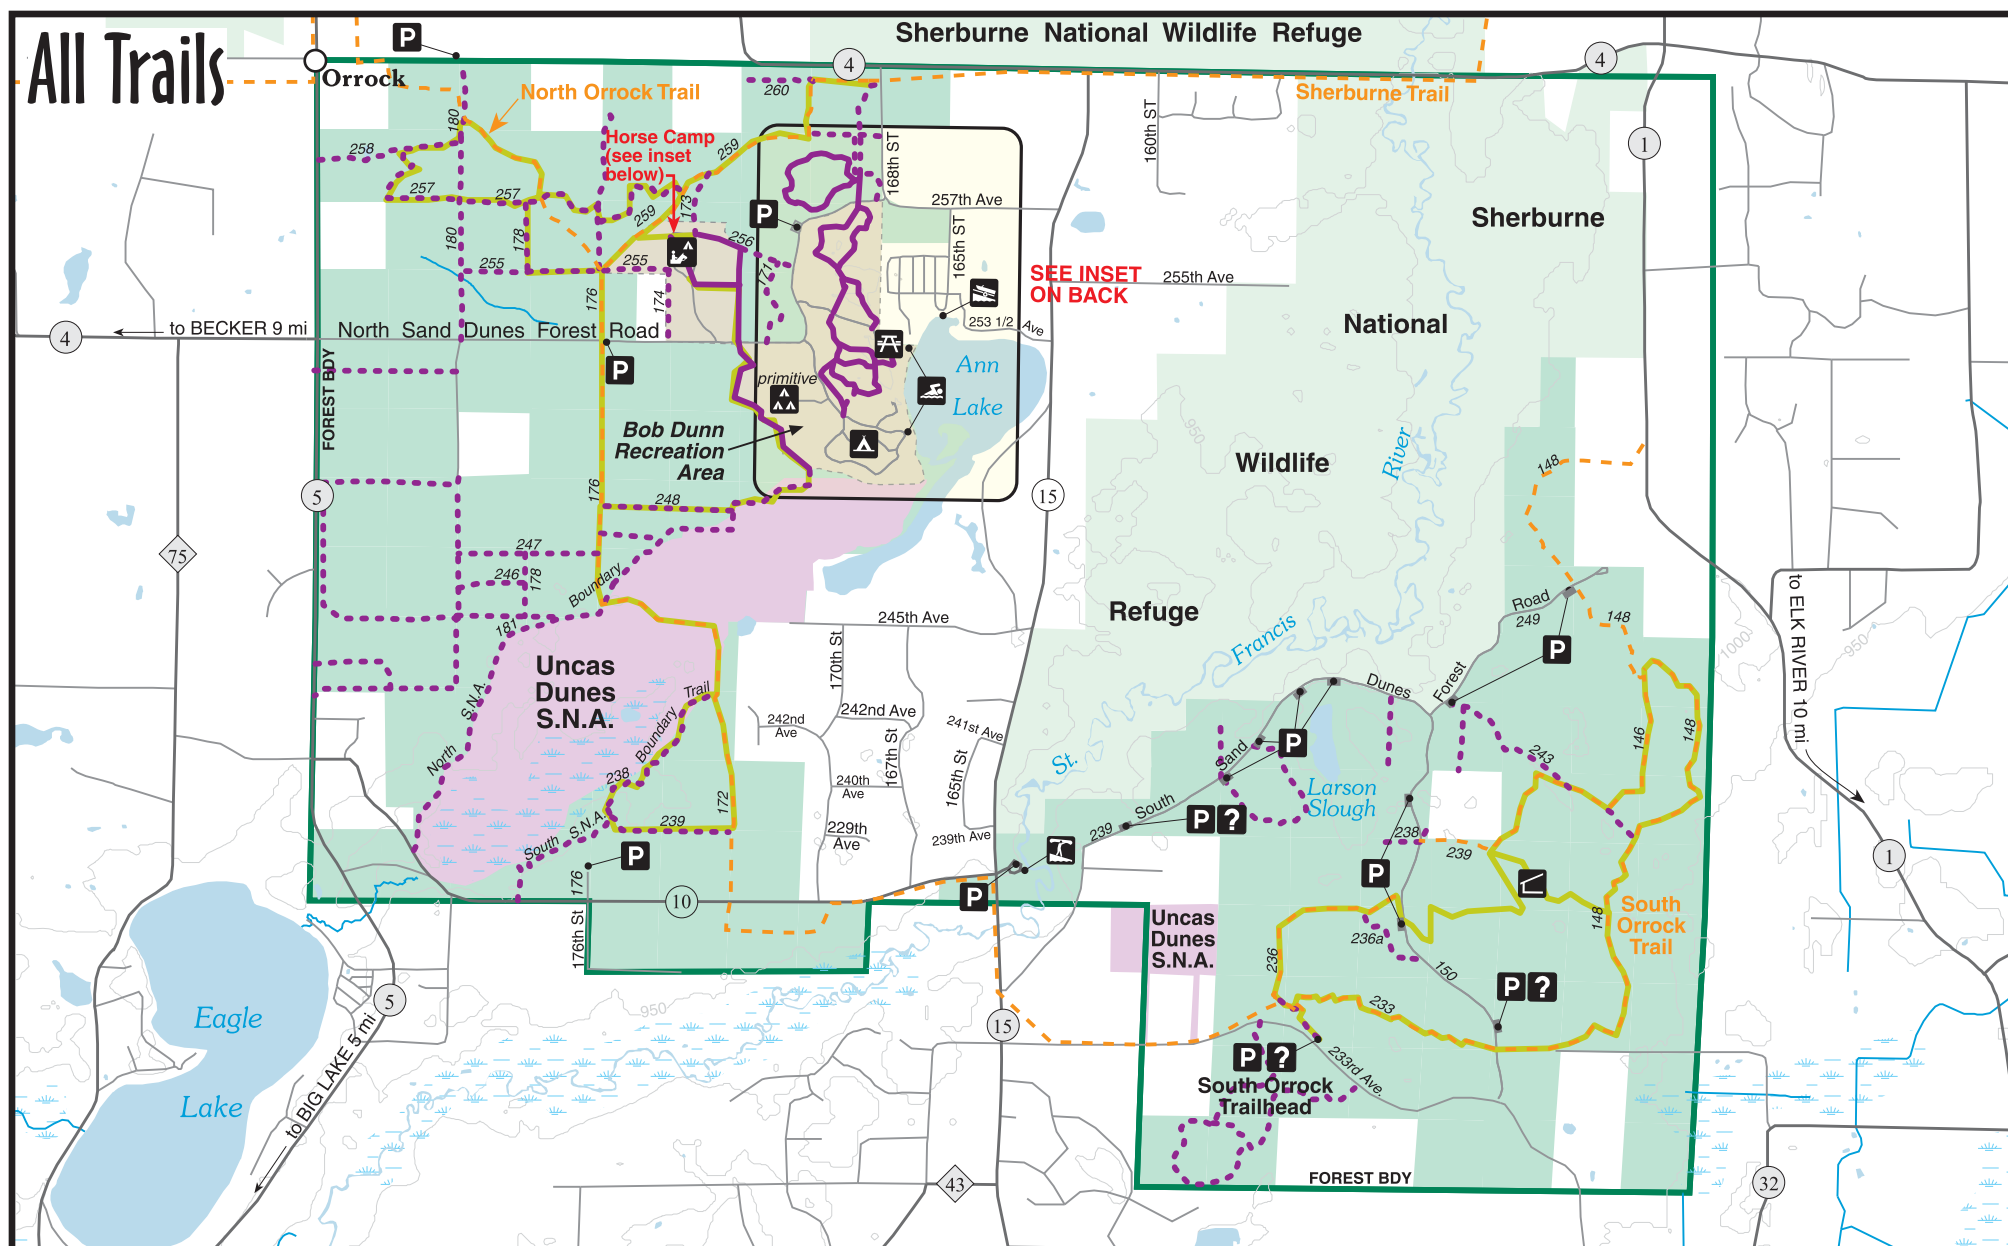 All Trails
P
Orrock
North Orrock Trail
Sherburne National Wildlife Refuge
4
4
Sherburne Trail
260
180
258
257
257
Horse Camp
(see inset
below)
259
259
173
168th ST
160th ST
1
P
257th Ave
165th ST
Sherburne
180
178
255
255
256
171
174
176
SEE INSET
ON BACK
255th Ave
253 1/2 Ave
National
4
to BECKER 9 mi
North Sand Dunes Forest Road
P
FOREST BDY
primitive
Ann
Lake
Bob Dunn
Recreation
Area
950
River
Wildlife
148
5
176
248
15
75
247
246
178
Boundary
181
245th Ave
170th St
Refuge
Francis
Road
249
148
P
to ELK RIVER 10 mi
1000
950
Uncas
Dunes
S.N.A.
S.N.A.
North
Trail
Boundary
238
172
239
South S.N.A.
242nd
Ave
242nd Ave
167th St
240th
Ave
229th
Ave
241st Ave
165th St
239th Ave
St.
Dunes
Forest
Sand
P
South
239
P ?
Larson
Slough
238
239
243
146
148
P
176
P
10
P
176th St
Uncas
Dunes
S.N.A.
236
236a
150
P ?
148
South
Orrock
Trail
1
233
Eagle
Lake
5
to BIG LAKE 5 mi
950
15
P ?
South Orrock
Trailhead
233rd Ave.
FOREST BDY
43
32